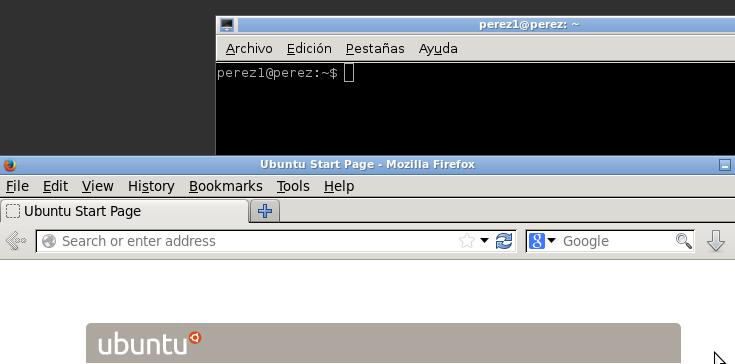 perez1@perez: ~
Archivo Edición Pestañas Ayuda
perez1@perez:~$
Ubuntu Start Page - Mozilla Firefox
File Edit View History Bookmarks Tools Help
Ubuntu Start Page
Search or enter address
8 Google
ubuntu